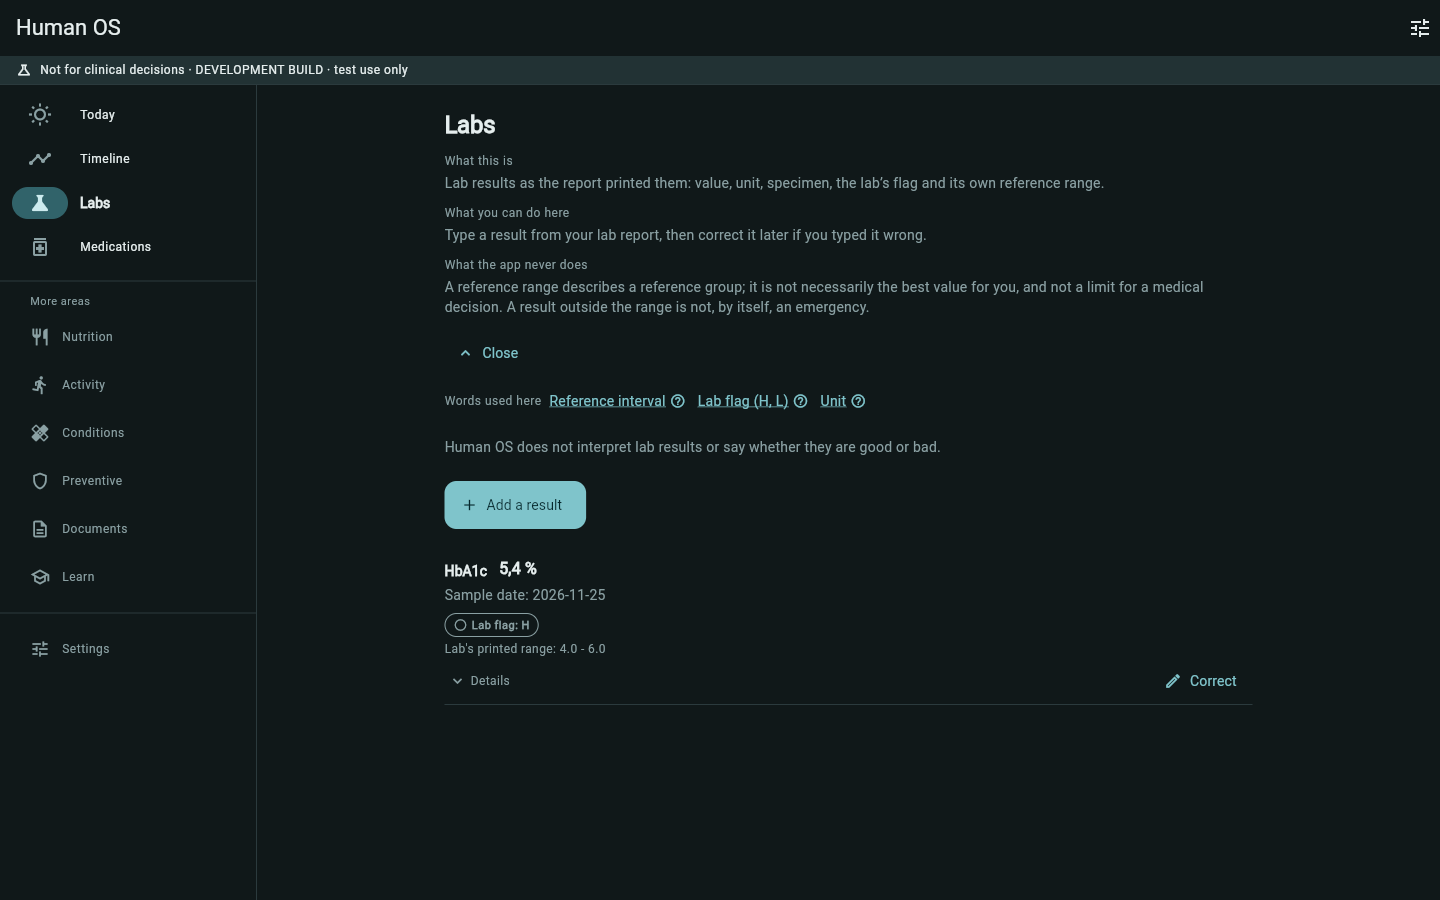 Human OS
Not for clinical decisions · DEVELOPMENT BUILD · test use only
Today
Timeline
Labs
Medications
More areas
Nutrition
Activity
Conditions
Preventive
Documents
Learn
Settings
Labs
What this is
Lab results as the report printed them: value, unit, specimen, the lab’s flag and its own reference range.
What you can do here
Type a result from your lab report, then correct it later if you typed it wrong.
What the app never does
A reference range describes a reference group; it is not necessarily the best value for you, and not a limit for a medical
decision. A result outside the range is not, by itself, an emergency.
Close
Words used here Reference interval Lab flag (H, L) Unit
Human OS does not interpret lab results or say whether they are good or bad.
Add a result
HbA1c 5,4 %
Sample date: 2026-11-25
Lab flag: H
Lab's printed range: 4.0 - 6.0
Details Correct